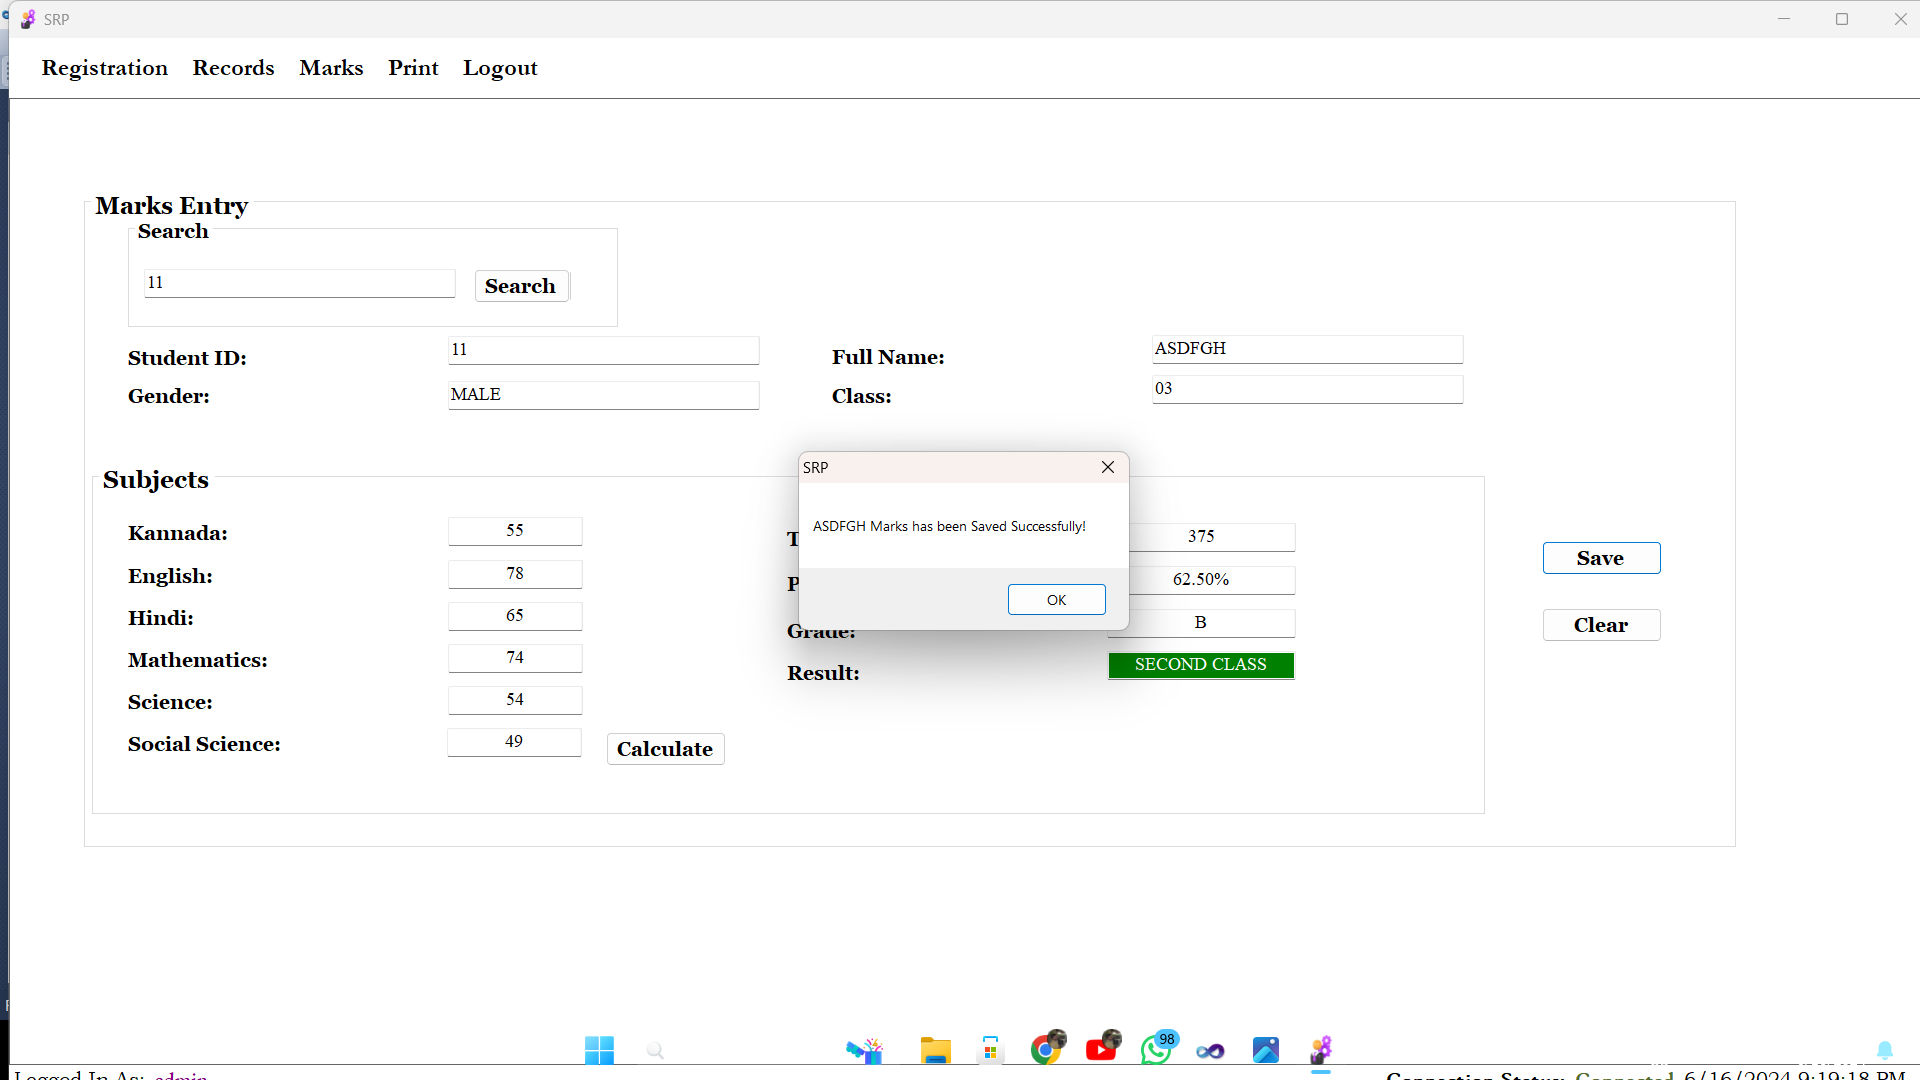 SRP
Registration Records Marks Print Logout
Marks Entry
Search
11 Search
Student ID: 11 Full Name: ASDFGH
Gender: MALE Class: 03
Subjects
SRP
ASDFGH Marks has been Saved Successfully!
OK
Kannada: 55
375
English: 78
62.50%
Hindi: 65
Grade: B
Mathematics: 74
Result: SECOND CLASS
Science: 54
Social Science: 49
Calculate
Save
Clear
98
Logged In As: admin
Connection Status: Connected 6/16/2024 9:19:18 PM